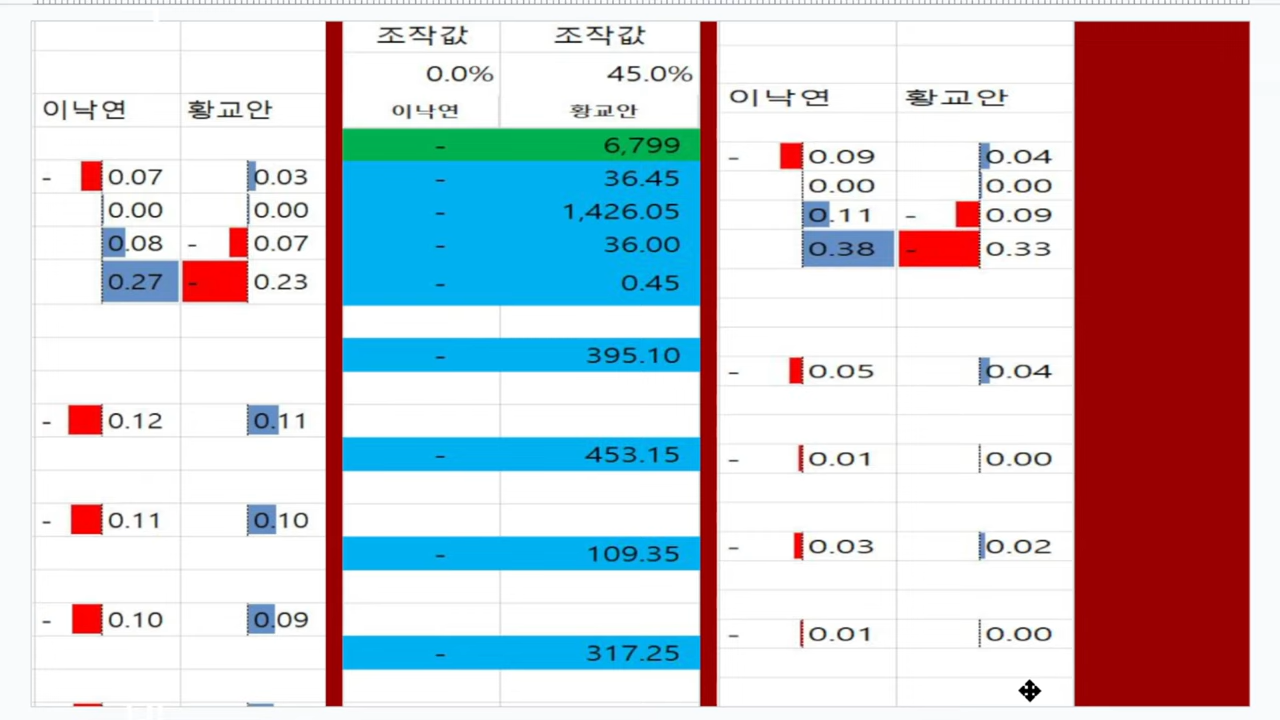 조작값 조작값
0.0% 45.0%
이낙연 황교안 이낙연 황교안 이낙연 황교안
- 6,799
- 0.07 0.03 - 36.45 - 0.09 0.04
0.00 0.00 - 1,426.05 0.00 0.00
0.08 - 0.07 - 36.00 0.11 - 0.09
0.27 - 0.23 - 0.45 0.38 - 0.33
- 395.10 - 0.05 0.04
- 0.12 0.11
- 453.15 - 0.01 0.00
- 0.11 0.10
- 109.35 - 0.03 0.02
- 0.10 0.09 - 0.01 0.00
- 317.25